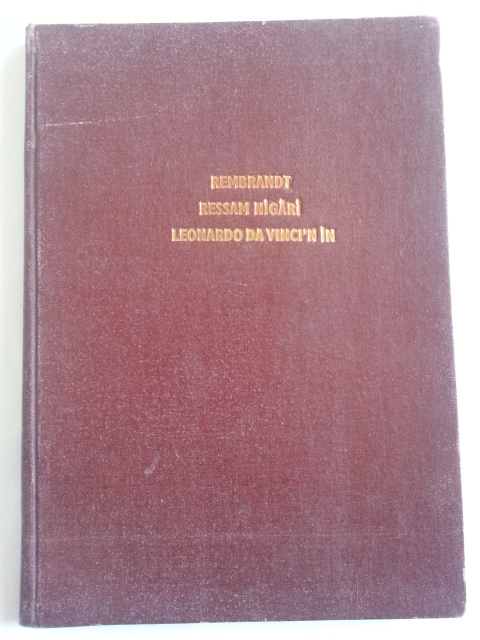 REMBRANDT
RESSAM NİGÂRİ
LEONARDO DA VINCI'N İN